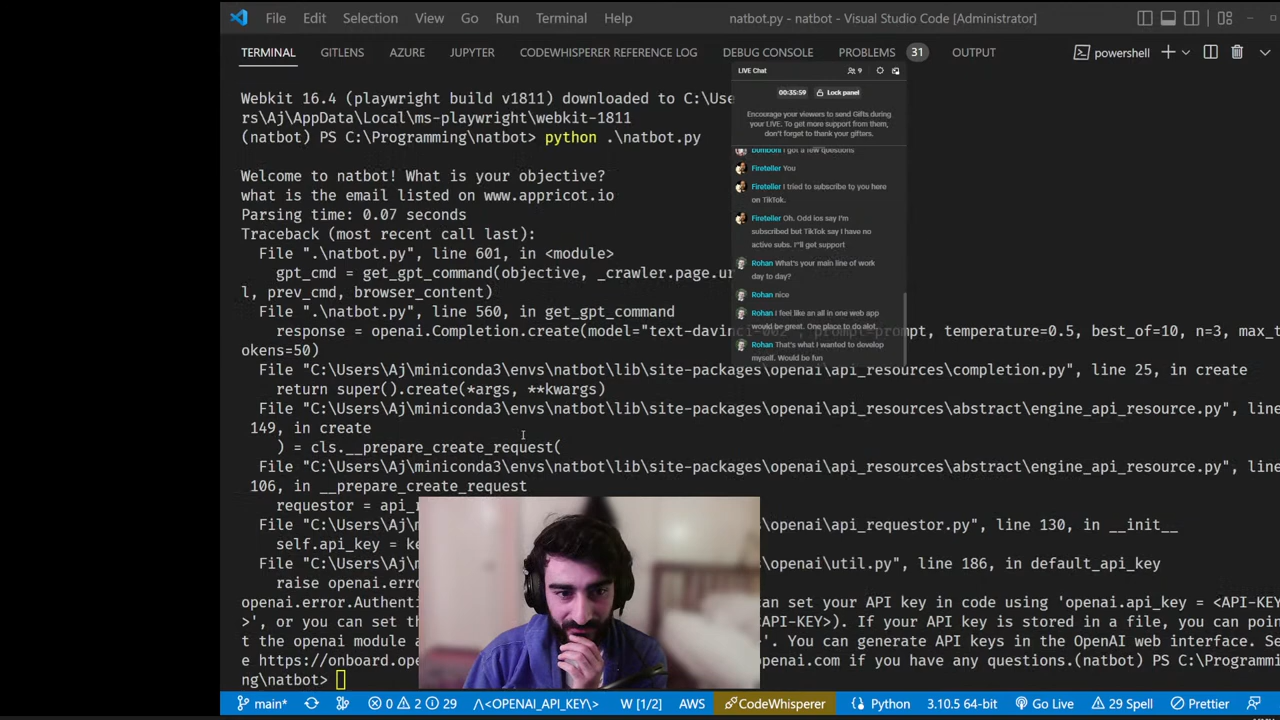 File Edit Selection View Go Run Terminal Help natbot.py - natbot - Visual Studio Code [Administrator]
TERMINAL GITLENS AZURE JUPYTER CODEWHISPERER REFERENCE LOG DEBUG CONSOLE PROBLEMS 31 OUTPUT powershell
Webkit 16.4 (playwright build v1811) downloaded to C:\Use
rs\Aj\AppData\Local\ms-playwright\webkit-1811
(natbot) PS C:\Programming\natbot> python .\natbot.py
Welcome to natbot! What is your objective?
what is the email listed on www.appricot.io
Parsing time: 0.07 seconds
Traceback (most recent call last):
File ".\natbot.py", line 601, in <module>
gpt_cmd = get_gpt_command(objective, _crawler.page.ur
l, prev_cmd, browser_content)
File ".\natbot.py", line 560, in get_gpt_command
response = openai.Completion.create(model="text-davinci-002", prompt=prompt, temperature=0.5, best_of=10, n=3, max_t
okens=50)
File "C:\Users\Aj\miniconda3\envs\natbot\lib\site-packages\openai\api_resources\completion.py", line 25, in create
return super().create(*args, **kwargs)
File "C:\Users\Aj\miniconda3\envs\natbot\lib\site-packages\openai\api_resources\abstract\engine_api_resource.py", line
149, in create
) = cls.__prepare_create_request(
File "C:\Users\Aj\miniconda3\envs\natbot\lib\site-packages\openai\api_resources\abstract\engine_api_resource.py", line
106, in __prepare_create_request
requestor = api_r
File "C:\Users\Aj \openai\api_requestor.py", line 130, in __init__
self.api_key = ke
File "C:\Users\Aj \openai\util.py", line 186, in default_api_key
raise openai.erro
openai.error.Authenti can set your API key in code using 'openai.api_key = <API-KEY
>', or you can set th API-KEY>). If your API key is stored in a file, you can poin
t the openai module a >'. You can generate API keys in the OpenAI web interface. Se
e https://onboard.ope openai.com if you have any questions.(natbot) PS C:\Programmi
ng\natbot>
LIVE Chat 9
00:35:59 Lock panel
Encourage your viewers to send Gifts during
your LIVE. To get more support from them,
don't forget to thank your gifters.
Dumboni I got a few questions
Fireteller You
Fireteller I tried to subscribe to you here
on TikTok.
Fireteller Oh. Odd ios say I'm
subscribed but TikTok say I have no
active subs. I"ll get support
Rohan What's your main line of work
day to day?
Rohan nice
Rohan I feel like an all in one web app
would be great. One place to do alot.
Rohan That's what I wanted to develop
myself. Would be fun
main* 0 2 29 /\<OPENAI_API_KEY\> W [1/2] AWS CodeWhisperer Python 3.10.5 64-bit Go Live 29 Spell Prettier